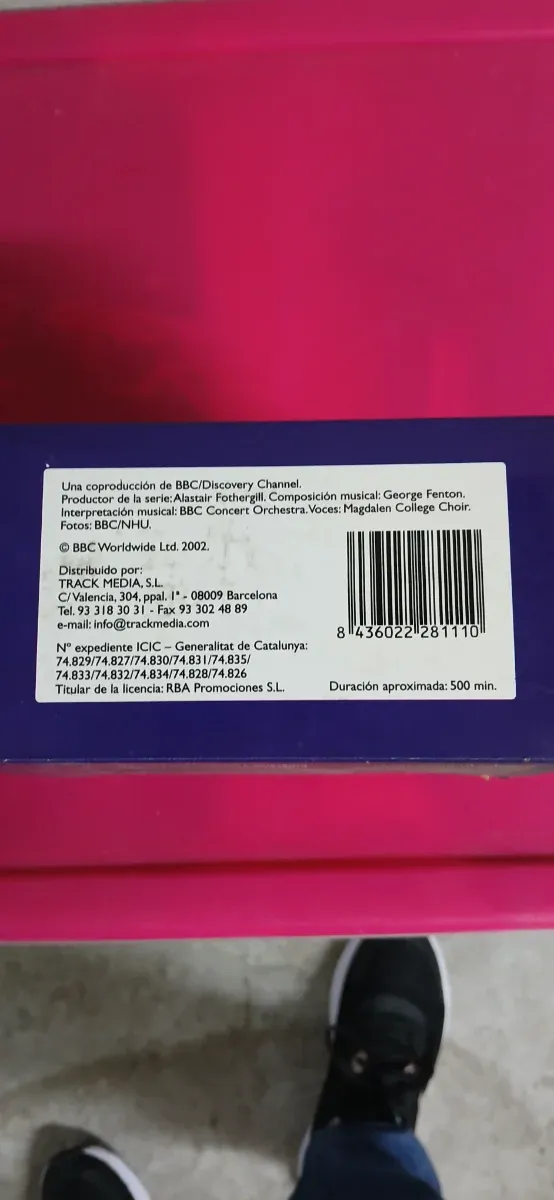 Una coproducción de BBC/Discovery Channel.
Productor de la serie:Alastair Fothergill. Composición musical: George Fenton.
Interpretación musical: BBC Concert Orchestra.Voces: Magdalen College Choir.
Fotos: BBC/NHU.
© BBC Worldwide Ltd. 2002.
Distribuido por:
TRACK MEDIA, S.L.
C/ Valencia, 304, ppal. 1ª - 08009 Barcelona
Tel. 93 318 30 31 - Fax 93 302 48 89
e-mail: info@trackmedia.com
8 436022 281110
Nº expediente ICIC – Generalitat de Catalunya:
74.829/74.827/74.830/74.831/74.835/
74.833/74.832/74.834/74.828/74.826
Titular de la licencia: RBA Promociones S.L.
Duración aproximada: 500 min.